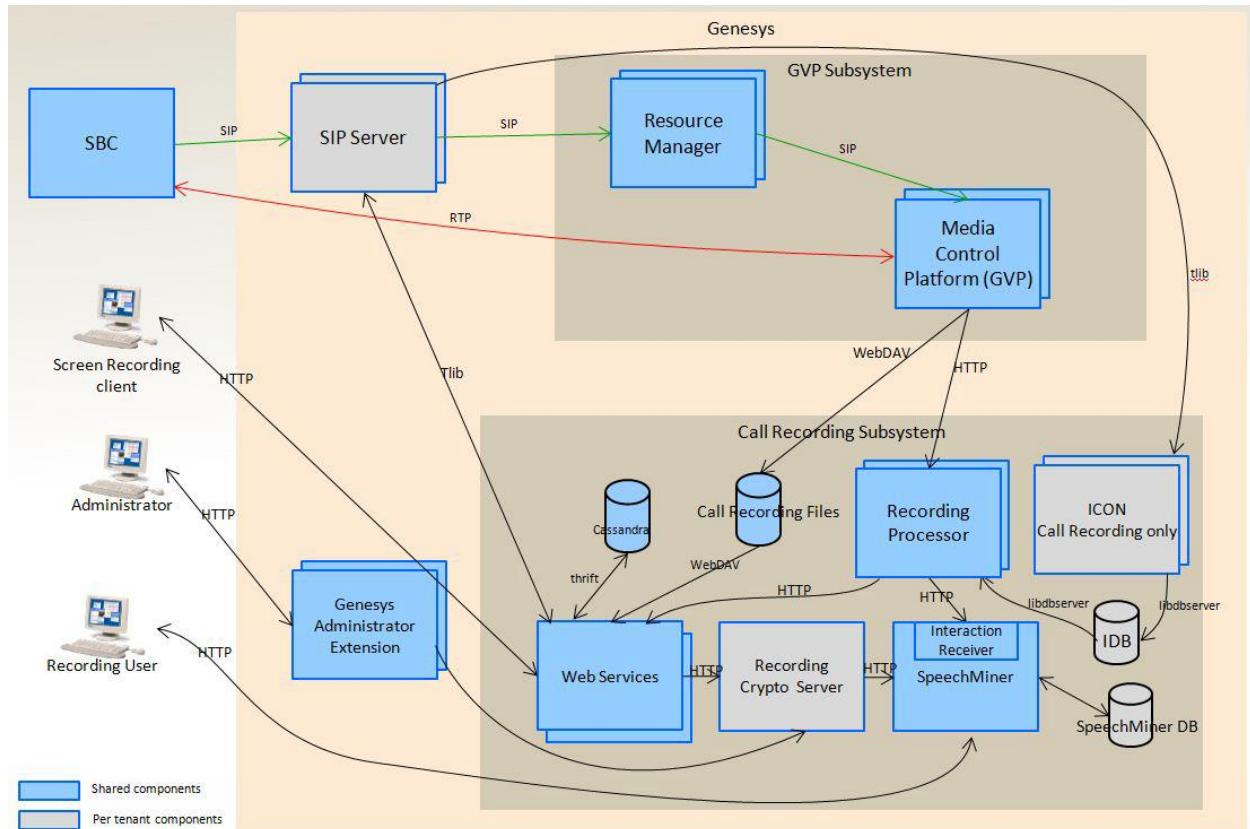 Genesys
GVP Subsystem
SBC
SIP
SIP Server
SIP
Resource
Manager
SIP
RTP
Media
Control
Platform (GVP)
tlib
Screen Recording
client
HTTP
Tlib
WebDAV
HTTP
Call Recording Subsystem
Administrator
HTTP
Cassandra
Call Recording Files
Recording
Processor
ICON
Call Recording only
thrift
WebDAV
HTTP
HTTP
libdbserver
libdbserver
Recording User
HTTP
Genesys
Administrator
Extension
Web Services
HTTP
Recording
Crypto Server
HTTP
Interaction
Receiver
SpeechMiner
IDB
SpeechMiner DB
Shared components
Per tenant components